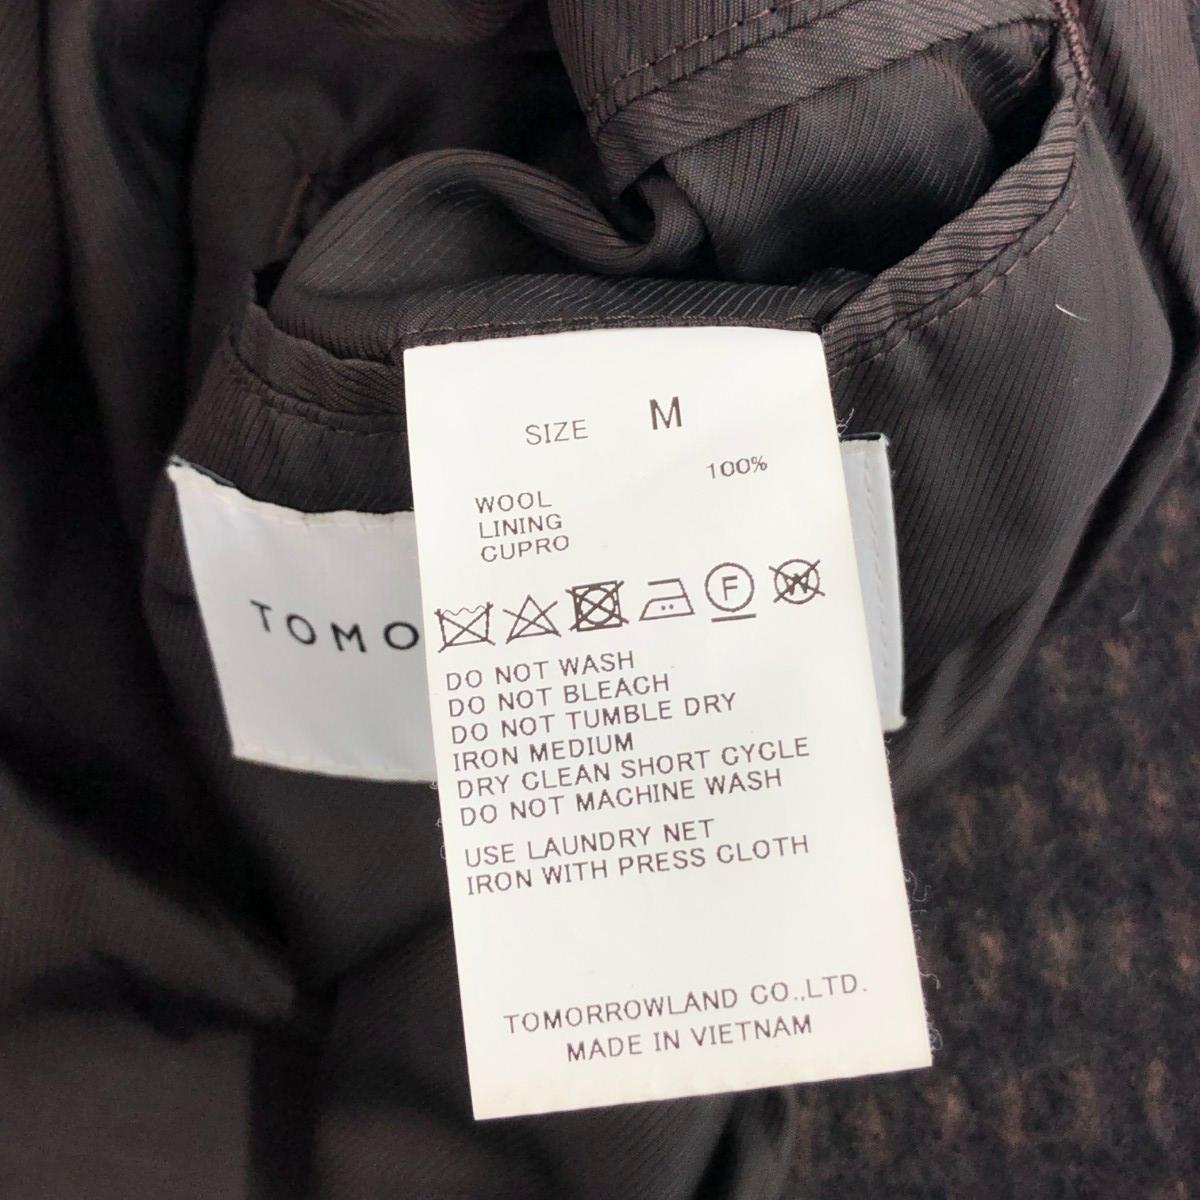 SIZE M
100%
WOOL
LINING
CUPRO
F W
TOMO
DO NOT WASH
DO NOT BLEACH
DO NOT TUMBLE DRY
IRON MEDIUM
DRY CLEAN SHORT CYCLE
DO NOT MACHINE WASH
USE LAUNDRY NET
IRON WITH PRESS CLOTH
TOMORROWLAND CO.,LTD.
MADE IN VIETNAM